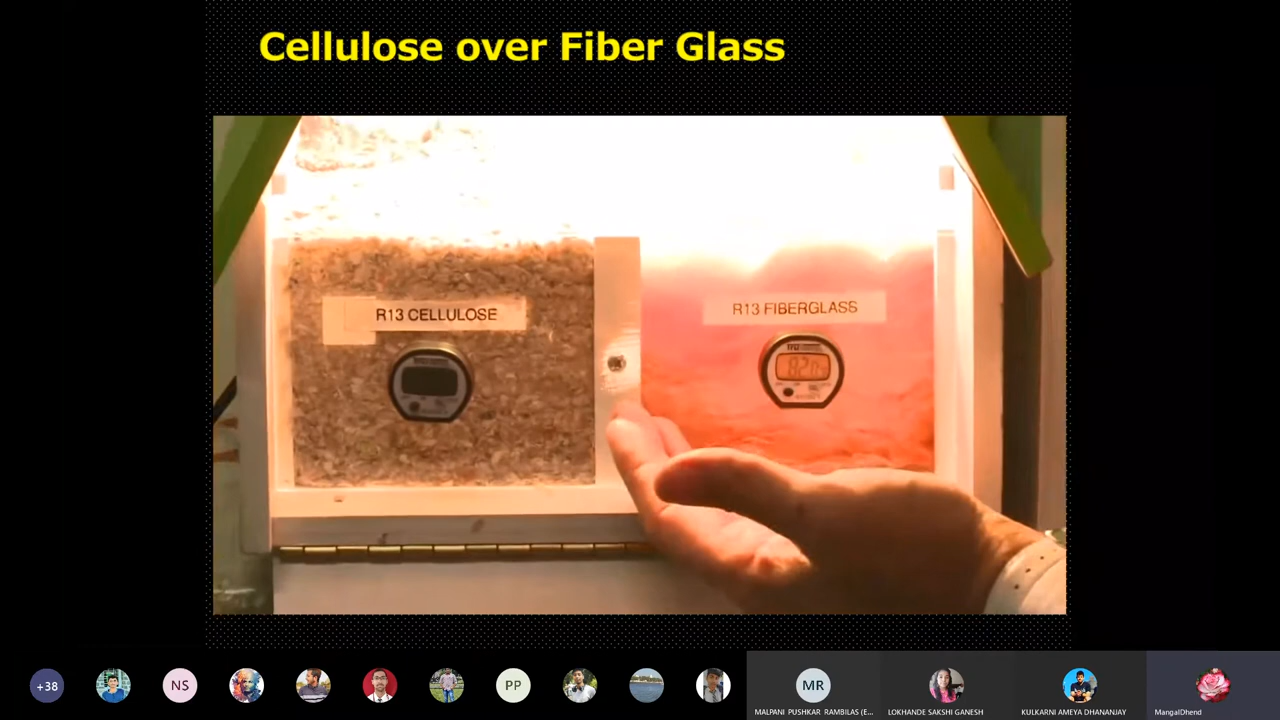 Cellulose over Fiber Glass
R13 CELLULOSE
R13 FIBERGLASS
+38
NS
PP
MR
MALPANI PUSHKAR RAMBILAS (E...
LOKHANDE SAKSHI GANESH
KULKARNI AMEYA DHANANJAY
MangalDhend